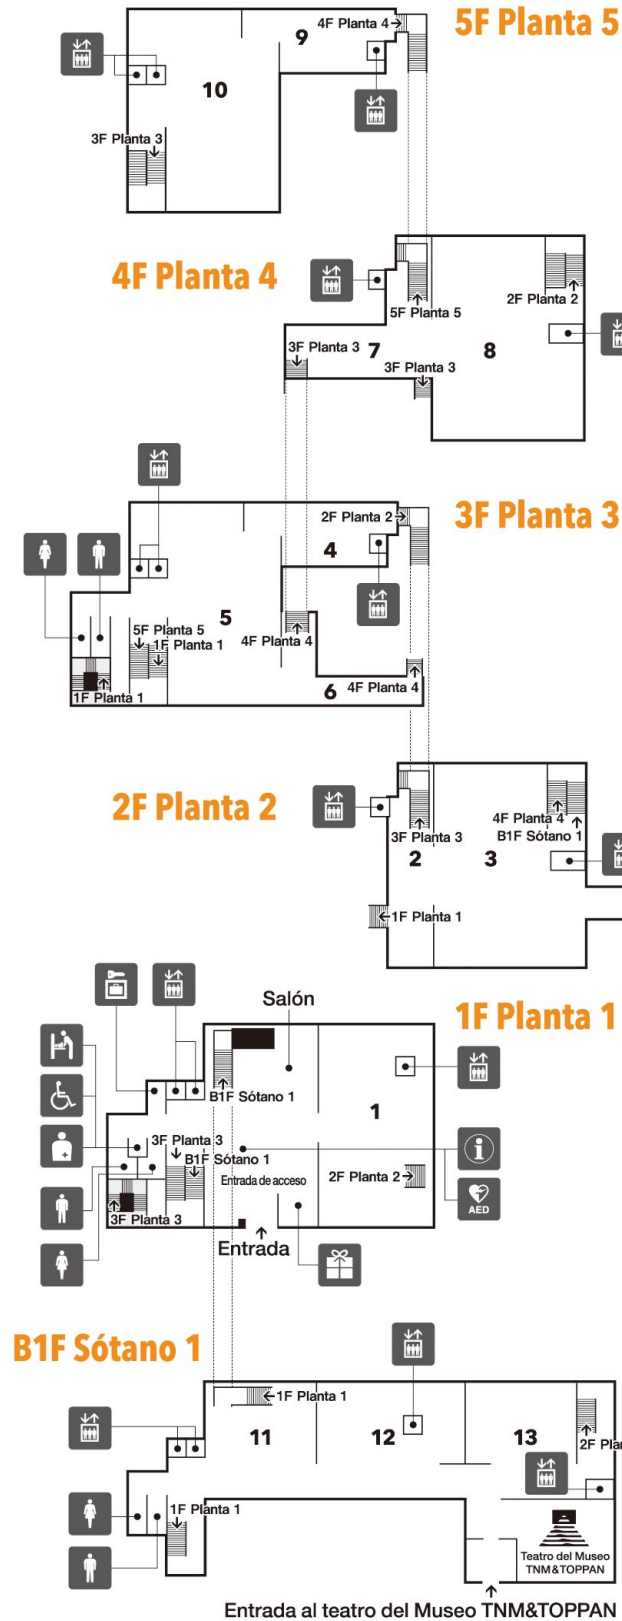 5F Planta 5
4F Planta 4
9
10
3F Planta 3
4F Planta 4
5F Planta 5
2F Planta 2
3F Planta 3
7
3F Planta 3
8
3F Planta 3
2F Planta 2
4
5
5F Planta 5
1F Planta 1
4F Planta 4
1F Planta 1
6
4F Planta 4
2F Planta 2
3F Planta 3
4F Planta 4
B1F Sótano 1
2
3
1F Planta 1
1F Planta 1
Salón
B1F Sótano 1
1
3F Planta 3
B1F Sótano 1
Entrada de acceso
2F Planta 2
3F Planta 3
Entrada
AED
B1F Sótano 1
1F Planta 1
11
12
13
2F Plan
1F Planta 1
Teatro del Museo
TNM&TOPPAN
Entrada al teatro del Museo TNM&TOPPAN